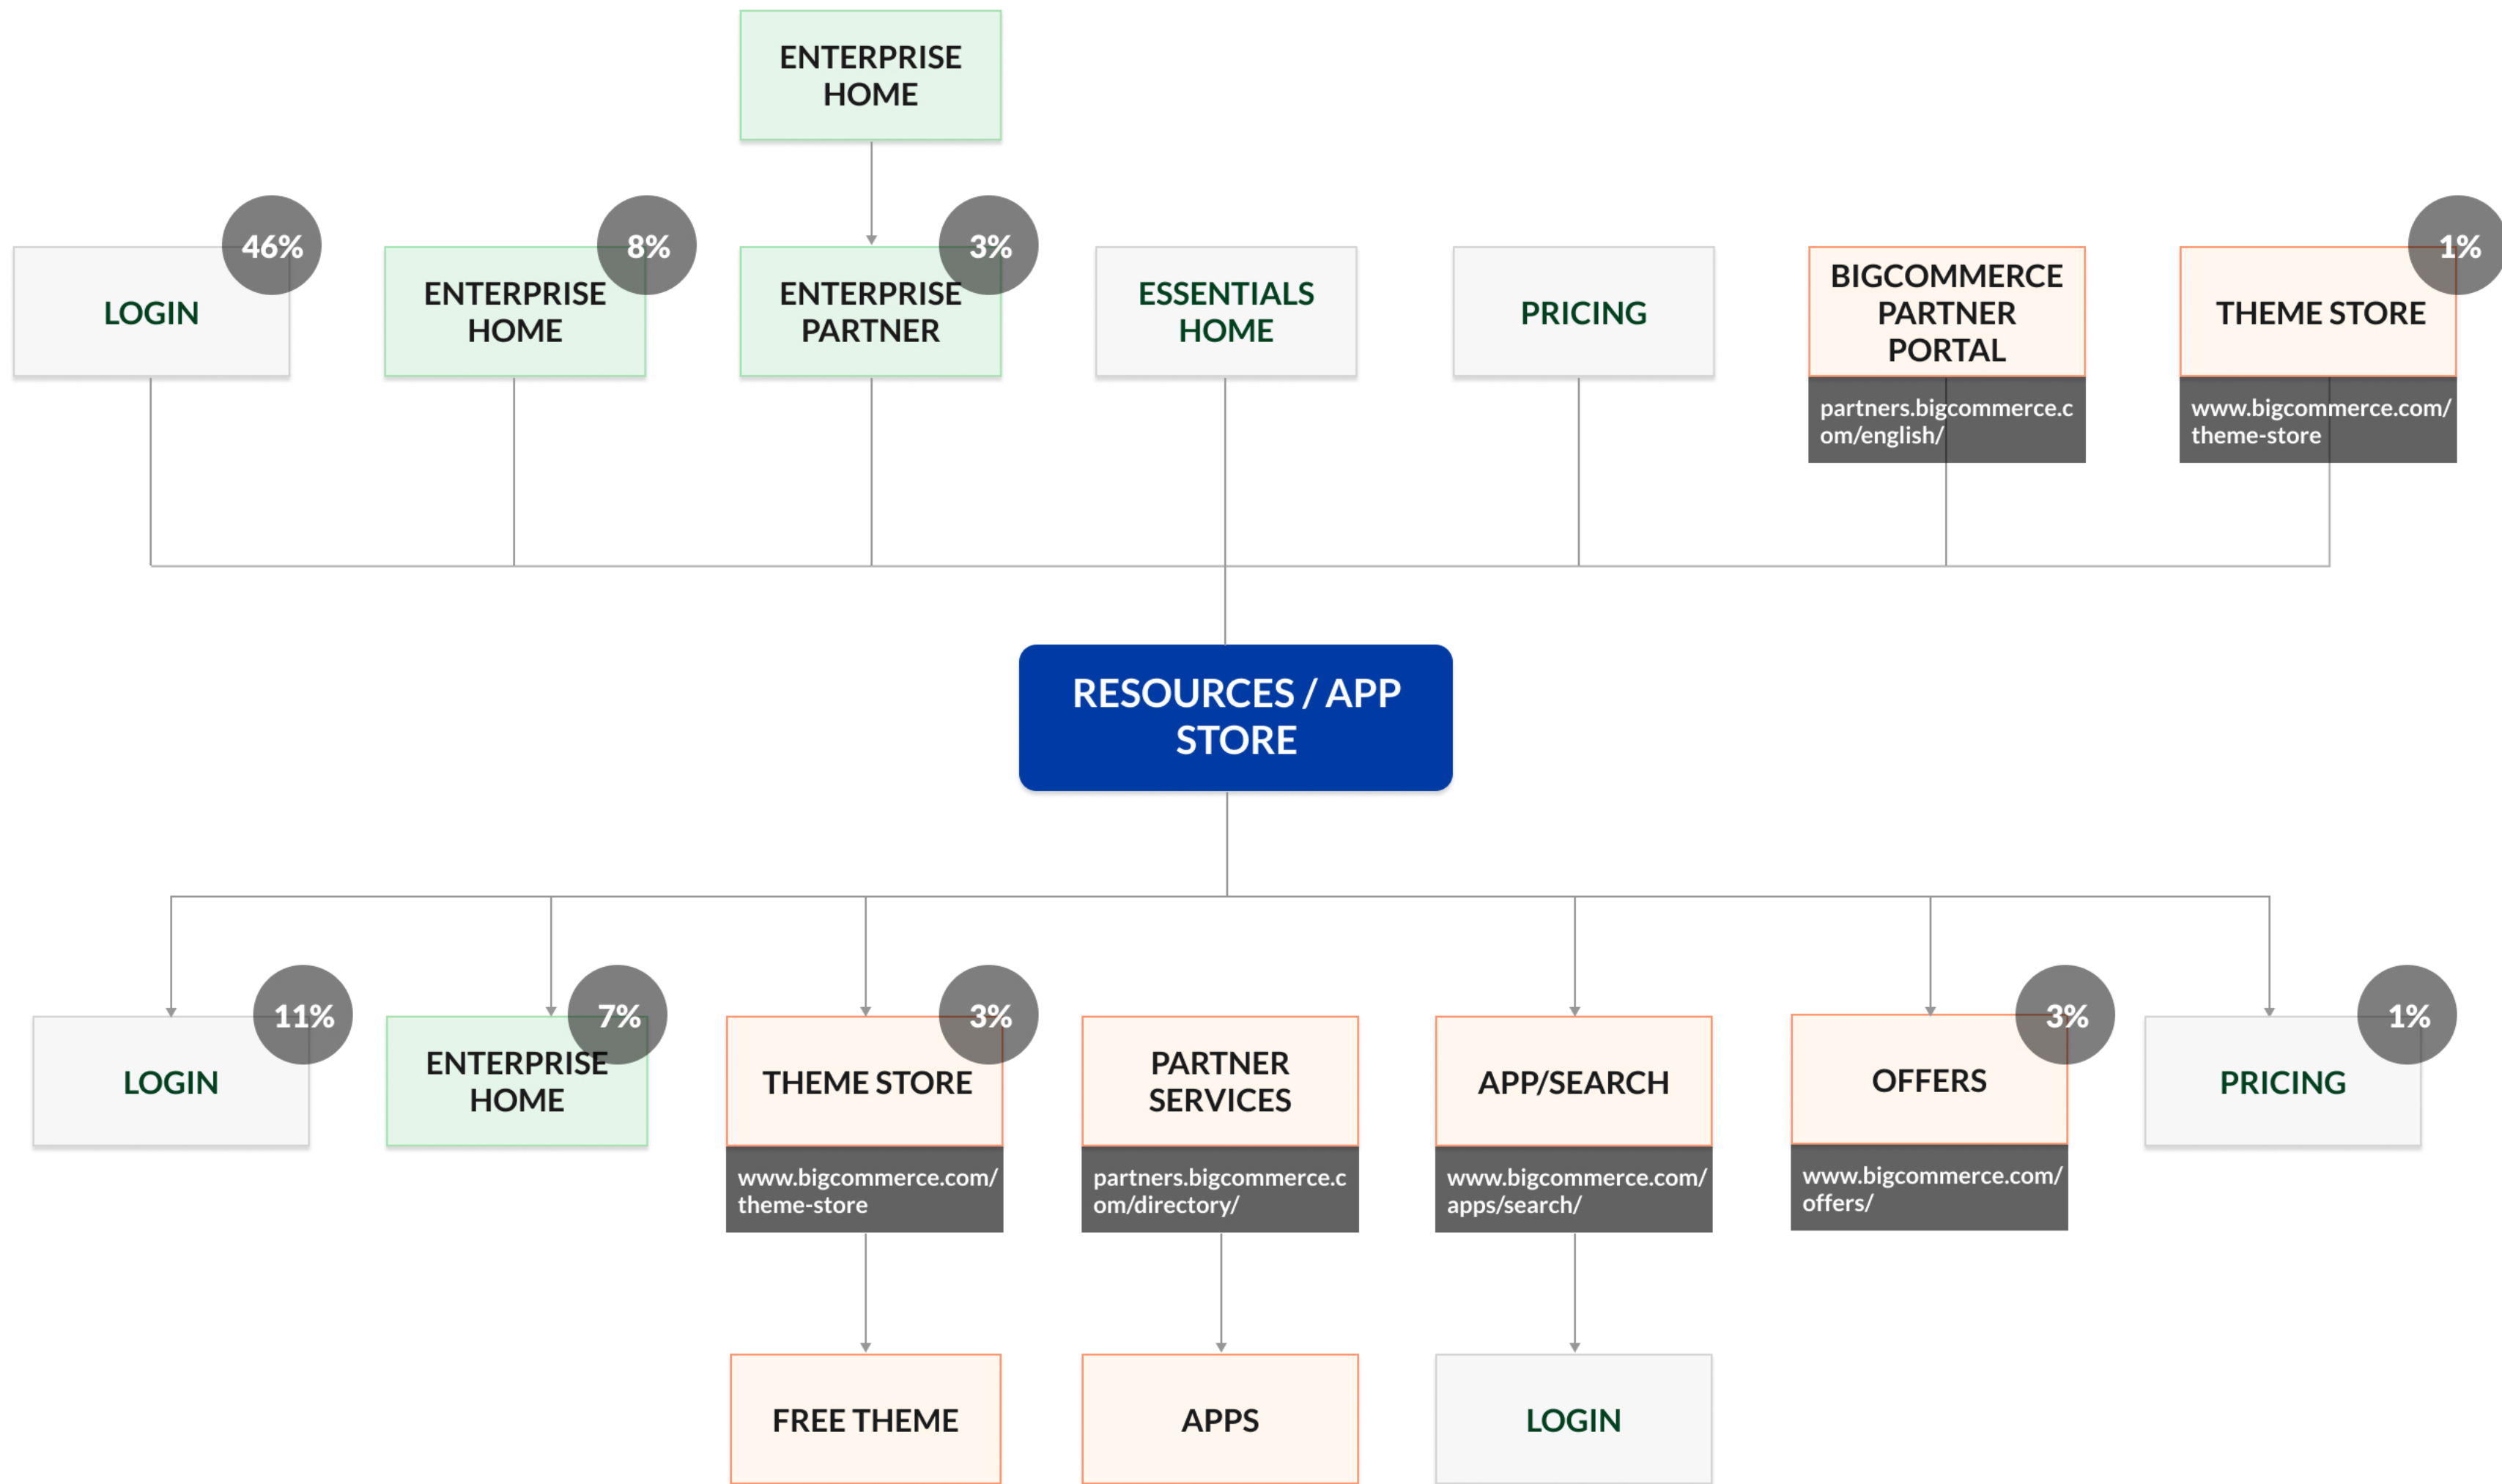 ENTERPRISE
HOME
46%
8%
3%
1%
LOGIN
ENTERPRISE
HOME
ENTERPRISE
PARTNER
ESSENTIALS
HOME
PRICING
BIGCOMMERCE
PARTNER
PORTAL
THEME STORE
partners.bigcommerce.c
om/english/
www.bigcommerce.com/
theme-store
RESOURCES / APP
STORE
11%
7%
3%
3%
1%
LOGIN
ENTERPRISE
HOME
THEME STORE
PARTNER
SERVICES
APP/SEARCH
OFFERS
PRICING
www.bigcommerce.com/
theme-store
partners.bigcommerce.c
om/directory/
www.bigcommerce.com/
apps/search/
www.bigcommerce.com/
offers/
FREE THEME
APPS
LOGIN